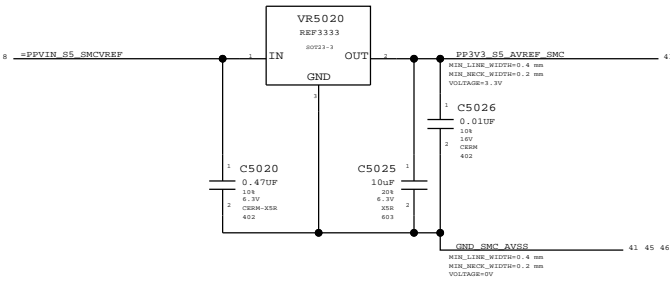 VR5020
REF3333
SOT23-3
8 =PPVIN_S5_SMCVREF
1 IN
OUT 2
PP3V3_S5_AVREF_SMC
MIN_LINE_WIDTH=0.4 mm
MIN_NECK_WIDTH=0.2 mm
VOLTAGE=3.3V
GND
3
1
C5026
0.01UF
10%
16V
2
CERM
402
1
C5020
0.47UF
10%
6.3V
2
CERM-X5R
402
C5025
1
10uF
20%
6.3V
2
X5R
603
GND_SMC_AVSS
41 45 46
MIN_LINE_WIDTH=0.4 mm
MIN_NECK_WIDTH=0.2 mm
VOLTAGE=0V